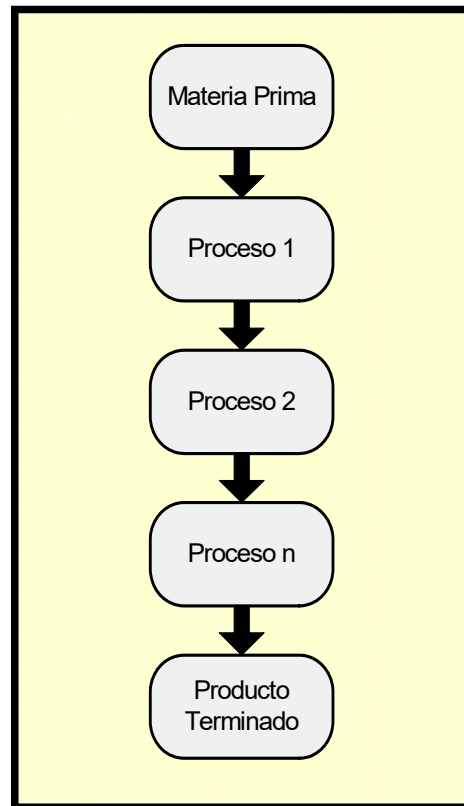 Materia Prima
Proceso 1
Proceso 2
Proceso n
Producto
Terminado